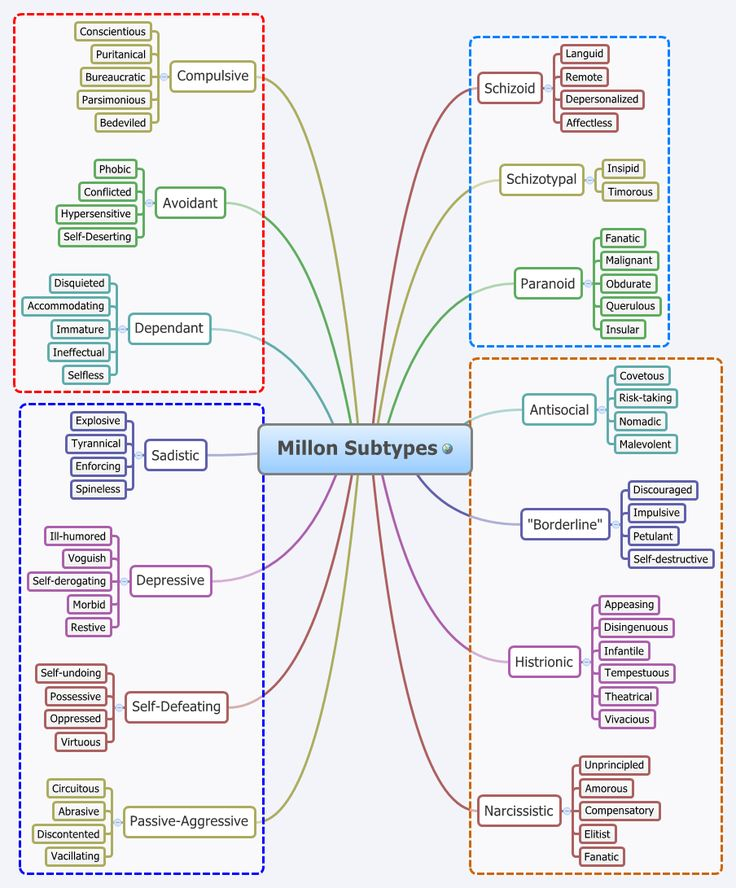 Millon Subtypes
Compulsive
Conscientious
Puritanical
Bureaucratic
Parsimonious
Bedeviled
Avoidant
Phobic
Conflicted
Hypersensitive
Self-Deserting
Dependant
Disquieted
Accommodating
Immature
Ineffectual
Selfless
Sadistic
Explosive
Tyrannical
Enforcing
Spineless
Depressive
Ill-humored
Voguish
Self-derogating
Morbid
Restive
Self-Defeating
Self-undoing
Possessive
Oppressed
Virtuous
Passive-Aggressive
Circuitous
Abrasive
Discontented
Vacillating
Schizoid
Languid
Remote
Depersonalized
Affectless
Schizotypal
Insipid
Timorous
Paranoid
Fanatic
Malignant
Obdurate
Querulous
Insular
Antisocial
Covetous
Risk-taking
Nomadic
Malevolent
"Borderline"
Discouraged
Impulsive
Petulant
Self-destructive
Histrionic
Appeasing
Disingenuous
Infantile
Tempestuous
Theatrical
Vivacious
Narcissistic
Unprincipled
Amorous
Compensatory
Elitist
Fanatic